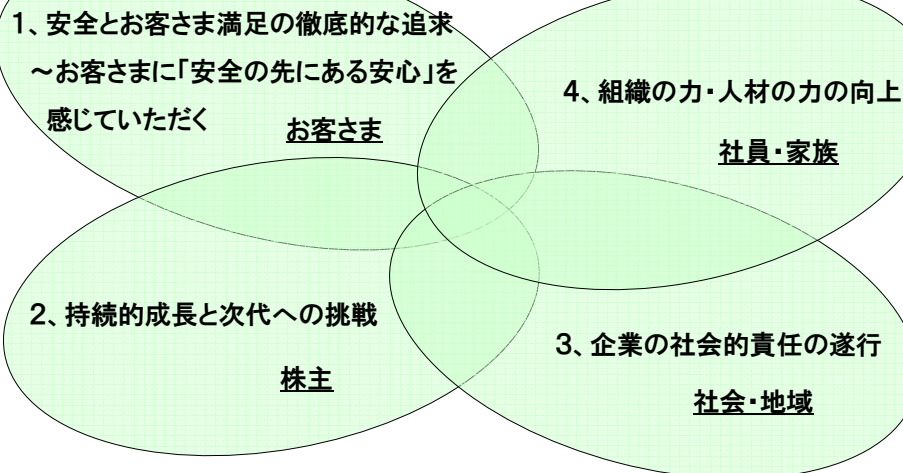 1、安全とお客さま満足の徹底的な追求
～お客さまに「安全の先にある安心」を
感じていただく
お客さま
2、持続的成長と次代への挑戦
株主
3、企業の社会的責任の遂行
社会・地域
4、組織の力・人材の力の向上
社員・家族